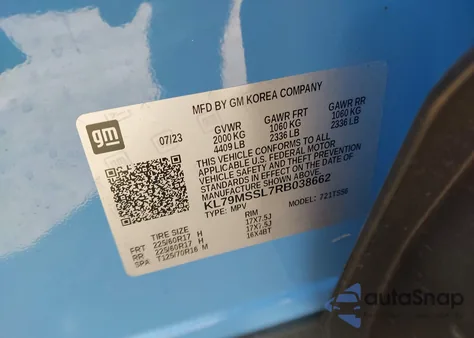 MFD BY GM KOREA COMPANY
gm
07/23
GVWR GAWR FRT GAWR RR
2000 KG 1060 KG 1060 KG
4409 LB 2336 LB 2336 LB
THIS VEHICLE CONFORMS TO ALL
APPLICABLE U.S. FEDERAL MOTOR
VEHICLE SAFETY AND THEFT PREVENTION
STANDARDS IN EFFECT ON THE DATE OF
MANUFACTURE SHOWN ABOVE.
KL79MSSL7RB038662
TYPE: MPV MODEL: 721TS58
TIRE SIZE RIM
FRT 225/60R17 H 17X7.5J
RR 225/60R17 H 17X7.5J
SPA T125/70R16 M 16X4BT
autoSnap